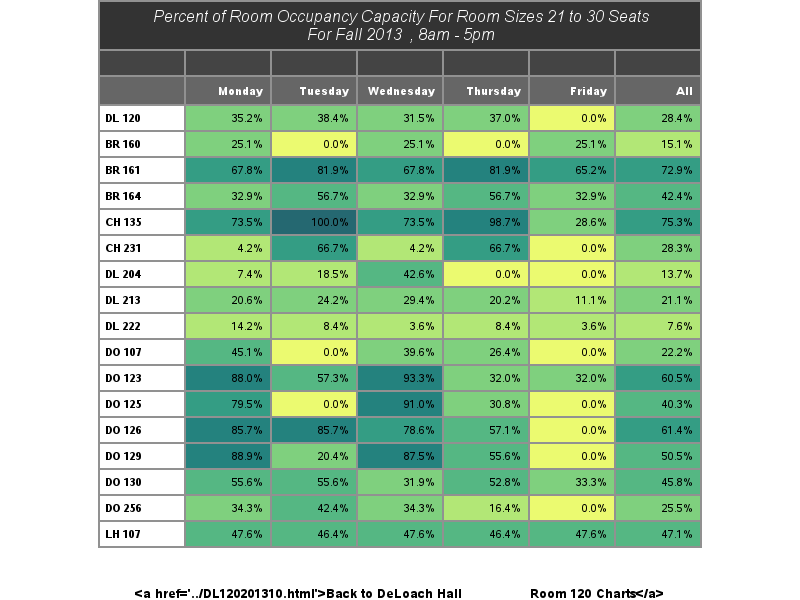 Percent of Room Occupancy Capacity For Room Sizes 21 to 30 Seats
For Fall 2013 , 8am - 5pm
Monday Tuesday Wednesday Thursday Friday All
DL 120 35.2% 38.4% 31.5% 37.0% 0.0% 28.4%
BR 160 25.1% 0.0% 25.1% 0.0% 25.1% 15.1%
BR 161 67.8% 81.9% 67.8% 81.9% 65.2% 72.9%
BR 164 32.9% 56.7% 32.9% 56.7% 32.9% 42.4%
CH 135 73.5% 100.0% 73.5% 98.7% 28.6% 75.3%
CH 231 4.2% 66.7% 4.2% 66.7% 0.0% 28.3%
DL 204 7.4% 18.5% 42.6% 0.0% 0.0% 13.7%
DL 213 20.6% 24.2% 29.4% 20.2% 11.1% 21.1%
DL 222 14.2% 8.4% 3.6% 8.4% 3.6% 7.6%
DO 107 45.1% 0.0% 39.6% 26.4% 0.0% 22.2%
DO 123 88.0% 57.3% 93.3% 32.0% 32.0% 60.5%
DO 125 79.5% 0.0% 91.0% 30.8% 0.0% 40.3%
DO 126 85.7% 85.7% 78.6% 57.1% 0.0% 61.4%
DO 129 88.9% 20.4% 87.5% 55.6% 0.0% 50.5%
DO 130 55.6% 55.6% 31.9% 52.8% 33.3% 45.8%
DO 256 34.3% 42.4% 34.3% 16.4% 0.0% 25.5%
LH 107 47.6% 46.4% 47.6% 46.4% 47.6% 47.1%
<a href='../DL120201310.html'>Back to DeLoach Hall Room 120 Charts</a>